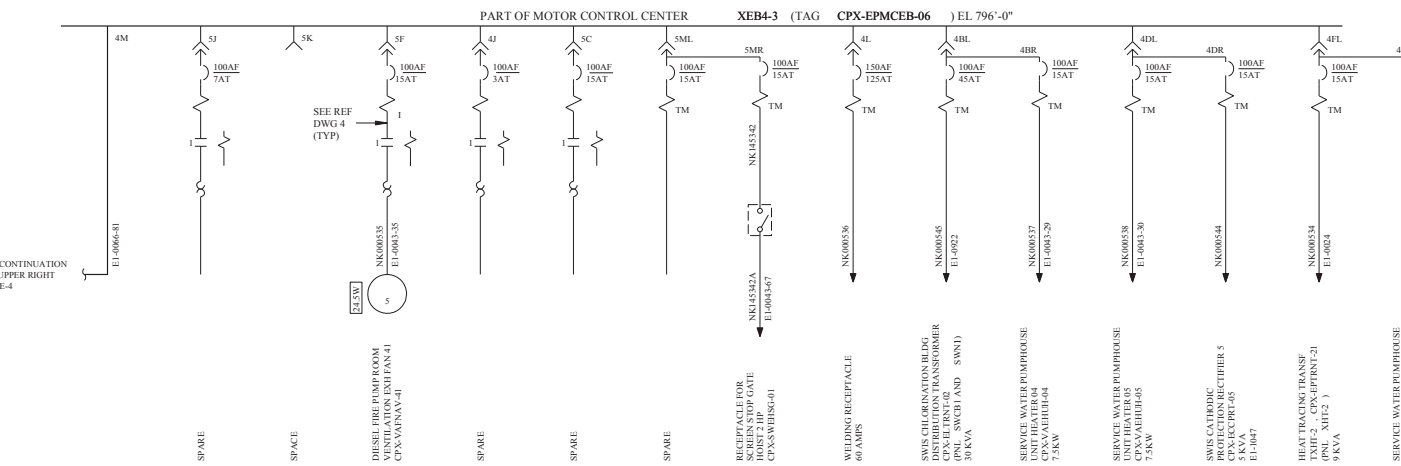 PART OF MOTOR CONTROL CENTER XEB4-3 (TAG CPX-EPMCEB-06 ) EL 796'-0"
4M
5J
5K
5F
4J
5C
5ML
5MR
4L
4BL
4BR
4DL
4DR
4FL
4
100AF
7AT
100AF
15AT
100AF
3AT
100AF
15AT
100AF
15AT
100AF
15AT
150AF
125AT
100AF
45AT
100AF
15AT
100AF
15AT
100AF
15AT
100AF
15AT
TM
TM
TM
TM
TM
TM
TM
TM
SEE REF
DWG 4
(TYP)
I
1
1
1
1
CONTINUATION
UPPER RIGHT
E-4
E1-0066-81
NK000535
E1-0043-35
24.5W
5
NK145342
NK145342A
E1-0043-67
NK000536
NK000545
E1-0922
NK000537
E1-0043-29
NK000538
E1-0043-30
NK000544
NK000534
E1-0024
SPARE
SPACE
DIESEL FIRE PUMP ROOM
VENTILATION EXH FAN 41
CPX-VAFNAV-41
SPARE
SPARE
SPARE
RECEPTACLE FOR
SCREEN STOP GATE
HOIST 2 HP
CPX-SWEHSG-01
WELDING RECEPTACLE
60 AMPS
SWIS CHLORINATION BLDG
DISTRIBUTION TRANSFORMER
CPX-ELTRNT-02
(PNL SWCB1 AND SWN1)
30 KVA
SERVICE WATER PUMPHOUSE
UNIT HEATER 04
CPX-VAEHUH-04
7.5KW
SERVICE WATER PUMPHOUSE
UNIT HEATER 05
CPX-VAEHUH-05
7.5KW
SWIS CATHODIC
PROTECTION RECTIFIER 5
CPX-ECCPRT-05
5 KVA
E1-1047
HEAT TRACING TRANSF
TXHT-2 , CPX-EPTRNT-21
(PNL XHT-2 )
9 KVA
SERVICE WATER PUMPHOUSE